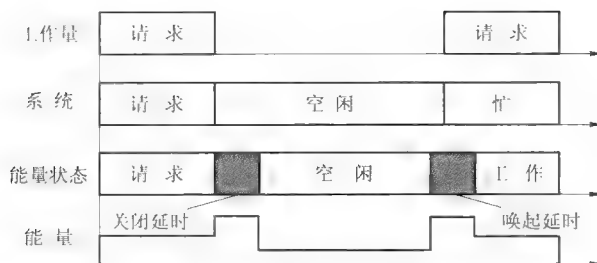 工作量 请求 请求
系统 请求 空闲 忙
能量状态 请求 空闲 工作
关闭延时 唤起延时
能量